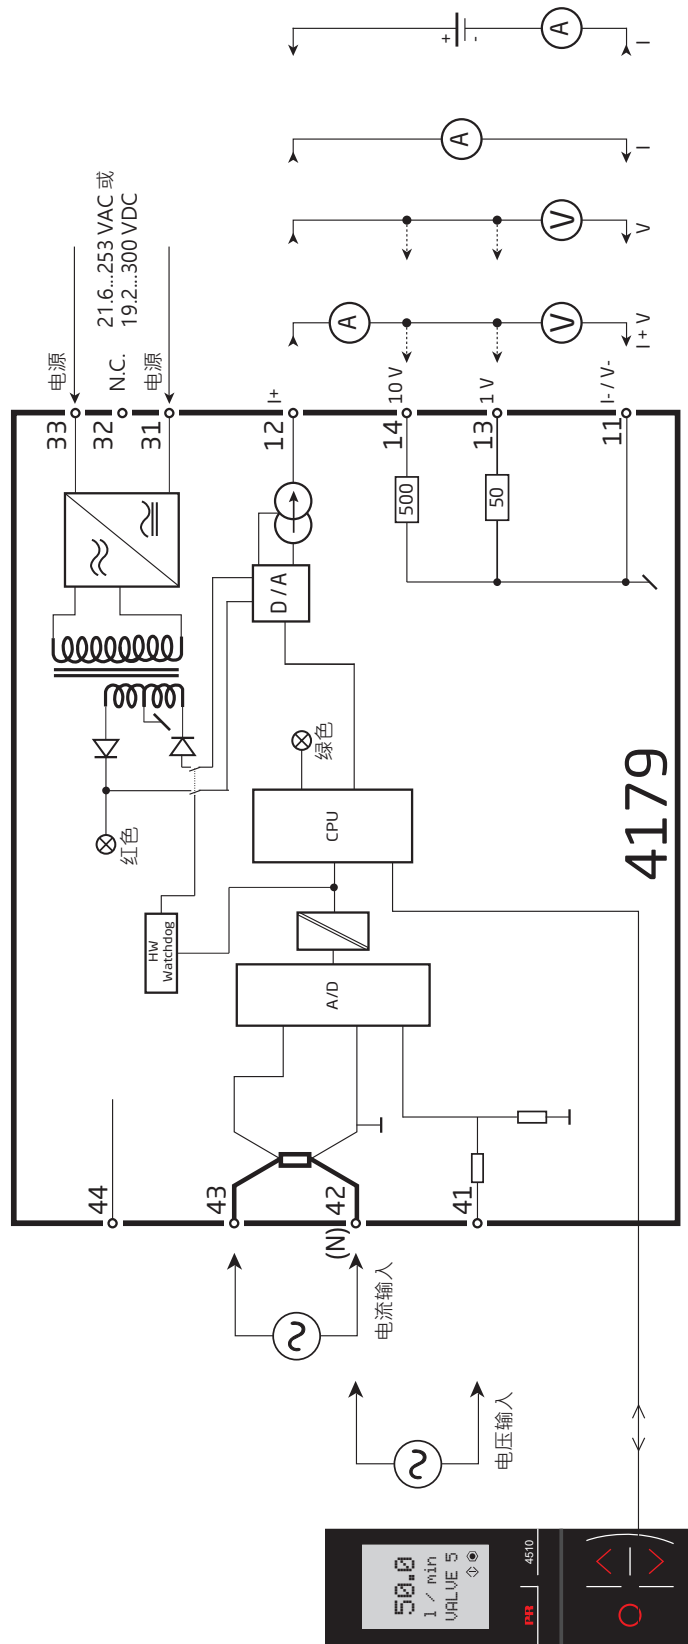 50.0
l / min
VALVE 5
PR
4510
电压输入
电流输入
44
43
42
(N)
41
HW
Watchdog
A/D
CPU
红色
绿色
D/A
4179
500
50
33
32
31
12
14
13
11
电源
N.C.
电源
I+
10 V
1 V
I- / V-
21.6...253 VAC 或
19.2...300 VDC
A
V
I + V
V
V
A
I
+
-
A
I